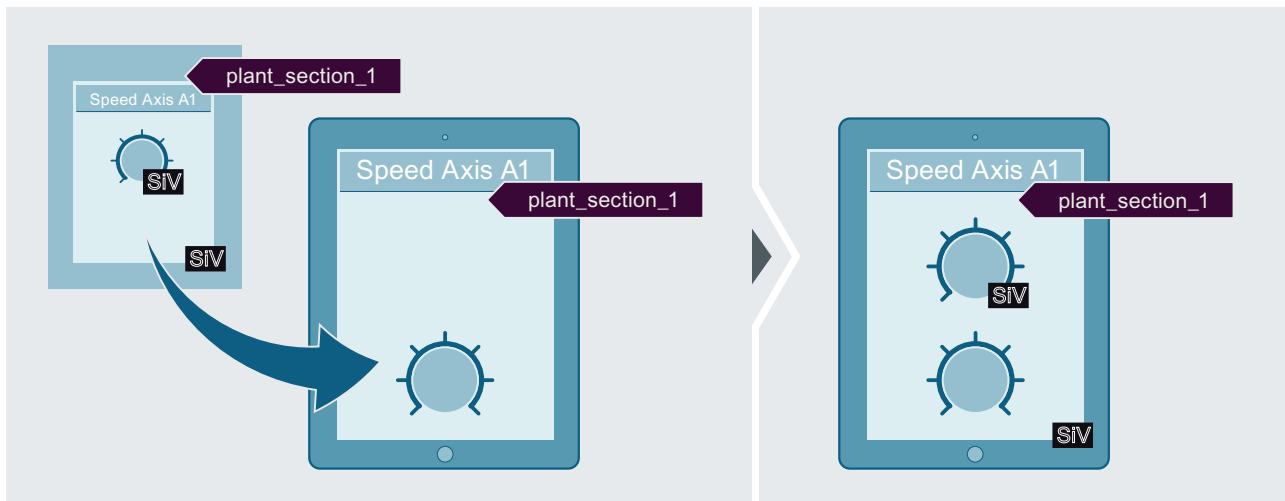 plant_section_1
Speed Axis A1
SiV
SiV
Speed Axis A1
plant_section_1
Speed Axis A1
plant_section_1
SiV
SiV